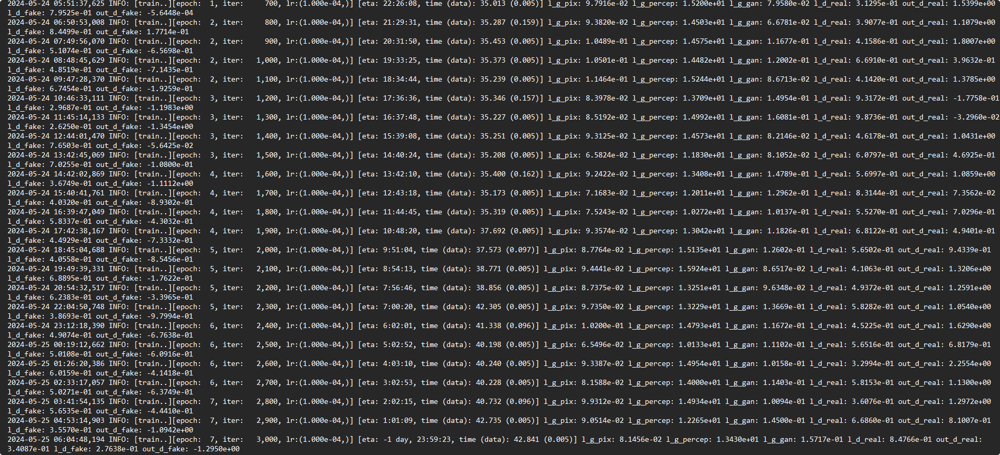 2024-05-24 05:51:37,625 INFO: [train..][epoch:  1, iter:     700, lr:(1.000e-04,)] [eta: 22:26:08, time (data): 35.013 (0.005)] l_g_pix: 9.7916e-02 l_g_percep: 1.5200e+01 l_g_gan: 7.9580e-02 l_d_real: 3.1295e-01 out_d_real: 1.5399e+00
l_d_fake: 7.9525e-01 out_d_fake: -5.6448e-04
2024-05-24 06:50:53,008 INFO: [train..][epoch:  2, iter:     800, lr:(1.000e-04,)] [eta: 21:29:31, time (data): 35.287 (0.159)] l_g_pix: 9.3820e-02 l_g_percep: 1.4503e+01 l_g_gan: 6.6781e-02 l_d_real: 3.9077e-01 out_d_real: 1.1079e+00
l_d_fake: 8.4499e-01 out_d_fake: 1.7714e-01
2024-05-24 07:49:56,070 INFO: [train..][epoch:  2, iter:     900, lr:(1.000e-04,)] [eta: 20:31:50, time (data): 35.453 (0.005)] l_g_pix: 1.0489e-01 l_g_percep: 1.4575e+01 l_g_gan: 1.1677e-01 l_d_real: 4.1586e-01 out_d_real: 1.8007e+00
l_d_fake: 5.1074e-01 out_d_fake: -6.5698e-01
2024-05-24 08:48:45,629 INFO: [train..][epoch:  2, iter:   1,000, lr:(1.000e-04,)] [eta: 19:33:25, time (data): 35.373 (0.005)] l_g_pix: 1.0501e-01 l_g_percep: 1.4482e+01 l_g_gan: 1.2002e-01 l_d_real: 6.6910e-01 out_d_real: 3.9632e-01
l_d_fake: 4.8519e-01 out_d_fake: -7.1435e-01
2024-05-24 09:47:28,370 INFO: [train..][epoch:  2, iter:   1,100, lr:(1.000e-04,)] [eta: 18:34:44, time (data): 35.239 (0.005)] l_g_pix: 1.1464e-01 l_g_percep: 1.5244e+01 l_g_gan: 8.6713e-02 l_d_real: 4.1420e-01 out_d_real: 1.3785e+00
l_d_fake: 6.7454e-01 out_d_fake: -1.9259e-01
2024-05-24 10:46:33,111 INFO: [train..][epoch:  3, iter:   1,200, lr:(1.000e-04,)] [eta: 17:36:36, time (data): 35.346 (0.157)] l_g_pix: 8.3978e-02 l_g_percep: 1.3709e+01 l_g_gan: 1.4954e-01 l_d_real: 9.3172e-01 out_d_real: -1.7758e-01
l_d_fake: 2.9687e-01 out_d_fake: -1.1983e+00
2024-05-24 11:45:14,133 INFO: [train..][epoch:  3, iter:   1,300, lr:(1.000e-04,)] [eta: 16:37:48, time (data): 35.227 (0.005)] l_g_pix: 8.5192e-02 l_g_percep: 1.4992e+01 l_g_gan: 1.6081e-01 l_d_real: 9.8736e-01 out_d_real: -3.2960e-02
l_d_fake: 2.6250e-01 out_d_fake: -1.3454e+00
2024-05-24 12:44:01,470 INFO: [train..][epoch:  3, iter:   1,400, lr:(1.000e-04,)] [eta: 15:39:08, time (data): 35.251 (0.005)] l_g_pix: 9.3125e-02 l_g_percep: 1.4573e+01 l_g_gan: 8.2146e-02 l_d_real: 4.6178e-01 out_d_real: 1.0431e+00
l_d_fake: 7.6503e-01 out_d_fake: -5.6425e-02
2024-05-24 13:42:45,069 INFO: [train..][epoch:  3, iter:   1,500, lr:(1.000e-04,)] [eta: 14:40:24, time (data): 35.208 (0.005)] l_g_pix: 6.5824e-02 l_g_percep: 1.1830e+01 l_g_gan: 8.1052e-02 l_d_real: 6.0797e-01 out_d_real: 4.6925e-01
l_d_fake: 7.0255e-01 out_d_fake: -1.0800e-01
2024-05-24 14:42:02,869 INFO: [train..][epoch:  4, iter:   1,600, lr:(1.000e-04,)] [eta: 13:42:10, time (data): 35.400 (0.162)] l_g_pix: 9.2422e-02 l_g_percep: 1.3408e+01 l_g_gan: 1.4789e-01 l_d_real: 5.6997e-01 out_d_real: 1.0859e+00
l_d_fake: 3.6749e-01 out_d_fake: -1.1112e+00
2024-05-24 15:40:41,761 INFO: [train..][epoch:  4, iter:   1,700, lr:(1.000e-04,)] [eta: 12:43:18, time (data): 35.173 (0.005)] l_g_pix: 7.1683e-02 l_g_percep: 1.2011e+01 l_g_gan: 1.2962e-01 l_d_real: 8.3144e-01 out_d_real: 7.3562e-02
l_d_fake: 4.0320e-01 out_d_fake: -8.9302e-01
2024-05-24 16:39:47,049 INFO: [train..][epoch:  4, iter:   1,800, lr:(1.000e-04,)] [eta: 11:44:45, time (data): 35.319 (0.005)] l_g_pix: 7.5243e-02 l_g_percep: 1.0272e+01 l_g_gan: 1.0137e-01 l_d_real: 5.5270e-01 out_d_real: 7.0296e-01
l_d_fake: 5.8337e-01 out_d_fake: -4.3032e-01
2024-05-24 17:42:38,167 INFO: [train..][epoch:  4, iter:   1,900, lr:(1.000e-04,)] [eta: 10:48:20, time (data): 37.692 (0.005)] l_g_pix: 9.3574e-02 l_g_percep: 1.3042e+01 l_g_gan: 1.1826e-01 l_d_real: 6.8122e-01 out_d_real: 4.9401e-01
l_d_fake: 4.4929e-01 out_d_fake: -7.3332e-01
2024-05-24 18:45:04,688 INFO: [train..][epoch:  5, iter:   2,000, lr:(1.000e-04,)] [eta: 9:51:04, time (data): 37.573 (0.097)] l_g_pix: 8.7764e-02 l_g_percep: 1.5135e+01 l_g_gan: 1.2602e-01 l_d_real: 5.6502e-01 out_d_real: 9.4339e-01
l_d_fake: 4.0558e-01 out_d_fake: -8.5456e-01
2024-05-24 19:49:39,331 INFO: [train..][epoch:  5, iter:   2,100, lr:(1.000e-04,)] [eta: 8:54:13, time (data): 38.771 (0.005)] l_g_pix: 9.4441e-02 l_g_percep: 1.5924e+01 l_g_gan: 8.6517e-02 l_d_real: 4.1063e-01 out_d_real: 1.3206e+00
l_d_fake: 6.8895e-01 out_d_fake: -1.7622e-01
2024-05-24 20:54:32,517 INFO: [train..][epoch:  5, iter:   2,200, lr:(1.000e-04,)] [eta: 7:56:46, time (data): 38.856 (0.005)] l_g_pix: 8.7375e-02 l_g_percep: 1.3251e+01 l_g_gan: 9.6348e-02 l_d_real: 4.9372e-01 out_d_real: 1.2591e+00
l_d_fake: 6.2383e-01 out_d_fake: -3.3965e-01
2024-05-24 22:04:50,748 INFO: [train..][epoch:  5, iter:   2,300, lr:(1.000e-04,)] [eta: 7:00:20, time (data): 42.305 (0.005)] l_g_pix: 9.7350e-02 l_g_percep: 1.3229e+01 l_g_gan: 1.3669e-01 l_d_real: 5.8282e-01 out_d_real: 1.0540e+00
l_d_fake: 3.8693e-01 out_d_fake: -9.7994e-01
2024-05-24 23:12:18,390 INFO: [train..][epoch:  6, iter:   2,400, lr:(1.000e-04,)] [eta: 6:02:01, time (data): 41.338 (0.096)] l_g_pix: 1.0200e-01 l_g_percep: 1.4793e+01 l_g_gan: 1.1672e-01 l_d_real: 4.5225e-01 out_d_real: 1.6290e+00
l_d_fake: 4.9074e-01 out_d_fake: -6.7638e-01
2024-05-25 00:19:12,662 INFO: [train..][epoch:  6, iter:   2,500, lr:(1.000e-04,)] [eta: 5:02:52, time (data): 40.198 (0.005)] l_g_pix: 6.5496e-02 l_g_percep: 1.0133e+01 l_g_gan: 1.1102e-01 l_d_real: 5.6516e-01 out_d_real: 6.8179e-01
l_d_fake: 5.0108e-01 out_d_fake: -6.0916e-01
2024-05-25 01:26:20,386 INFO: [train..][epoch:  6, iter:   2,600, lr:(1.000e-04,)] [eta: 4:03:10, time (data): 40.240 (0.005)] l_g_pix: 9.3387e-02 l_g_percep: 1.4954e+01 l_g_gan: 1.0158e-01 l_d_real: 3.2994e-01 out_d_real: 2.2554e+00
l_d_fake: 6.0159e-01 out_d_fake: -4.1418e-01
2024-05-25 02:33:17,057 INFO: [train..][epoch:  6, iter:   2,700, lr:(1.000e-04,)] [eta: 3:02:53, time (data): 40.228 (0.005)] l_g_pix: 8.1588e-02 l_g_percep: 1.4000e+01 l_g_gan: 1.1403e-01 l_d_real: 5.8153e-01 out_d_real: 1.1300e+00
l_d_fake: 5.0271e-01 out_d_fake: -6.3749e-01
2024-05-25 03:41:54,135 INFO: [train..][epoch:  7, iter:   2,800, lr:(1.000e-04,)] [eta: 2:02:15, time (data): 40.732 (0.096)] l_g_pix: 9.9312e-02 l_g_percep: 1.4934e+01 l_g_gan: 1.0094e-01 l_d_real: 3.6076e-01 out_d_real: 1.2972e+00
l_d_fake: 5.6535e-01 out_d_fake: -4.4410e-01
2024-05-25 04:53:14,903 INFO: [train..][epoch:  7, iter:   2,900, lr:(1.000e-04,)] [eta: 1:01:09, time (data): 42.735 (0.005)] l_g_pix: 9.0514e-02 l_g_percep: 1.2265e+01 l_g_gan: 1.4500e-01 l_d_real: 6.6860e-01 out_d_real: 8.1007e-01
l_d_fake: 3.5570e-01 out_d_fake: -1.0942e+00
2024-05-25 06:04:48,194 INFO: [train..][epoch:  7, iter:   3,000, lr:(1.000e-04,)] [eta: -1 day, 23:59:23, time (data): 42.841 (0.005)] l_g_pix: 8.1456e-02 l_g_percep: 1.3430e+01 l_g_gan: 1.5717e-01 l_d_real: 8.4766e-01 out_d_real:
3.4087e-01 l_d_fake: 2.7638e-01 out_d_fake: -1.2950e+00